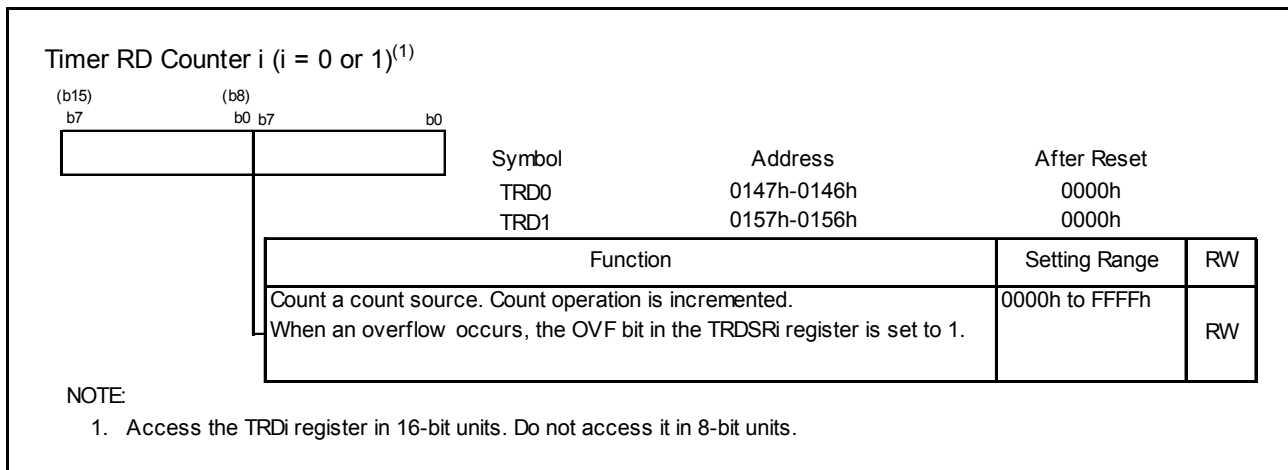 Timer RD Counter i (i = 0 or 1)(1)
(b15) (b8)
b7 b0 b7 b0
Symbol Address After Reset
TRD0 0147h-0146h 0000h
TRD1 0157h-0156h 0000h
Function Setting Range RW
Count a count source. Count operation is incremented. 0000h to FFFFh
When an overflow occurs, the OVF bit in the TRDSRi register is set to 1. RW
NOTE:
1. Access the TRDi register in 16-bit units. Do not access it in 8-bit units.